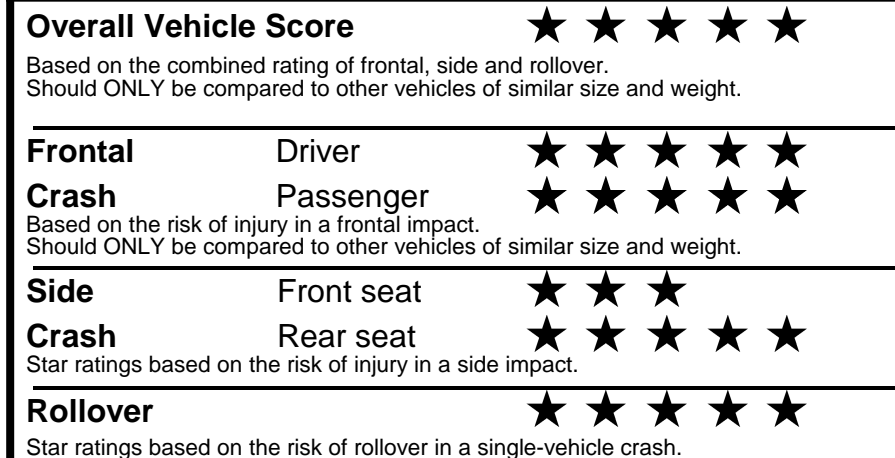 Overall Vehicle Score ★ ★ ★ ★ ★
Based on the combined rating of frontal, side and rollover.
Should ONLY be compared to other vehicles of similar size and weight.
Frontal Driver ★ ★ ★ ★ ★
Crash Passenger ★ ★ ★ ★ ★
Based on the risk of injury in a frontal impact.
Should ONLY be compared to other vehicles of similar size and weight.
Side Front seat ★ ★ ★
Crash Rear seat ★ ★ ★ ★ ★
Star ratings based on the risk of injury in a side impact.
Rollover ★ ★ ★ ★ ★
Star ratings based on the risk of rollover in a single-vehicle crash.